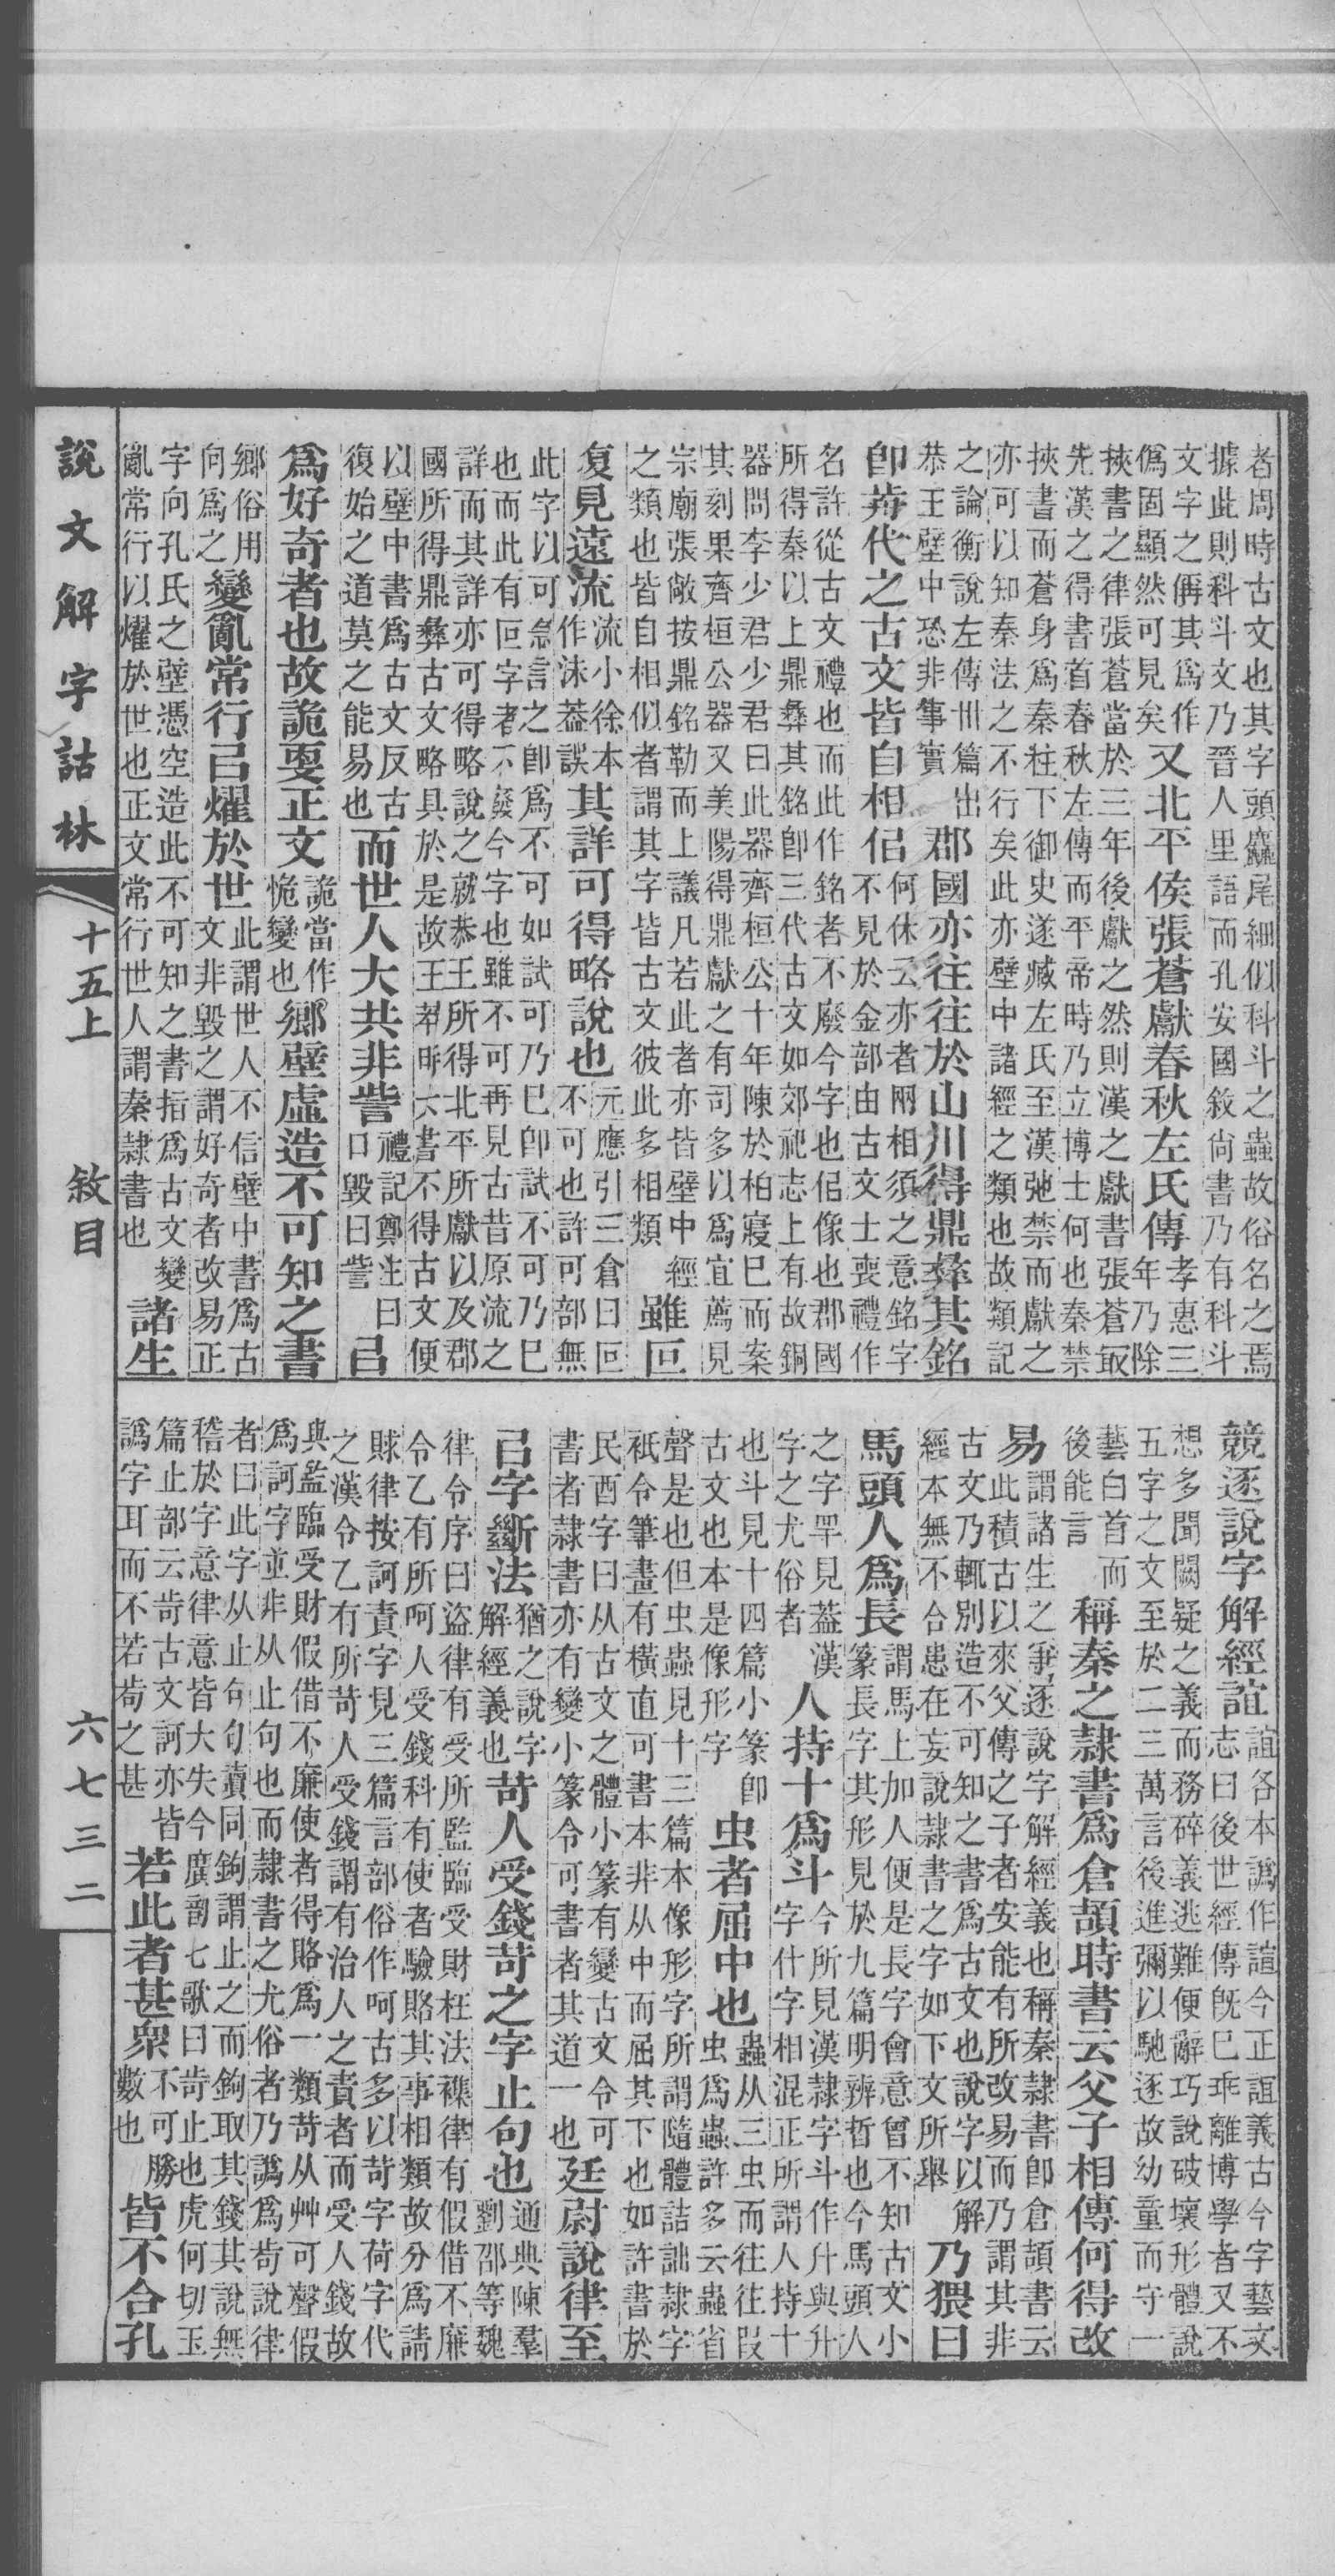 者周時古文也其字頭麤尾細似科斗之蟲故俗名之焉
據此則科斗文乃晉人里語而孔安國敘尚書乃有科斗
文字之偁其爲作僞固顯然可見矣又北平侯張蒼獻春秋左氏傳孝惠三年乃除
挾書之律張蒼當於三年後獻之然則漢之獻書張蒼冣
先漢之得書首春秋左傳而平帝時乃立博士何也秦禁
挾書而蒼身爲秦柱下御史遂臧左氏至漢弛禁而獻之
亦可以知秦法之不行矣此亦壁中諸經之類也故類記
之論衡說左傳卅篇出恭王壁中恐非事實郡國亦往往於山川得鼎彝其銘
卽歬代之古文皆自相佀何休云亦者兩相須之意銘字不見於金部由古文士喪禮作
名許從古文禮也而此作銘者不廢今字也佀像也郡國
所得秦以上鼎彝其銘卽三代古文如郊祀志上有故銅
器問李少君少君曰此器齊桓公十年陳於柏寢巳而案
其刻果齊桓公器又美陽得鼎獻之有司多以爲宜薦見
宗廟張敞按鼎銘勒而上議凡若此者亦皆壁中經
之類也皆自相似者謂其字皆古文彼此多相類雖叵
復見遠流流小徐本作沬葢誤其詳可得略說也元應引三倉曰叵不可也許可部無
此字以可急言之卽爲不可如試可乃巳卽試不可乃巳
也而此有叵字者不廢今字也雖不可再見古昔原流之
詳而其詳亦可得略說之就恭王所得北平所獻以及郡
國所得鼎彝古文略具於是故王莽時六書不得古文便
以壁中書爲古文反古復始之道莫之能易也而世人大共非訾禮記鄭注曰口毀曰訾㠯
爲好奇者也故詭更正文詭當作恑變也鄉壁虛造不可知之書
鄉俗用向爲之變亂常行㠯燿於世此謂世人不信壁中書爲古文非毀之謂好奇者改易正
字向孔氏之壁憑空造此不可知之書指爲古文變
亂常行以燿於世也正文常行世人謂秦隸書也諸生
競逐說字解經誼誼各本譌作諠今正誼義古今字藝文志曰後世經傳旣巳乖離博學者又不
想多聞闕疑之義而務碎義逃難便辭巧說破壞形體說
五字之文至於二三萬言後進彌以馳逐故幼童而守一
藝白首而後能言稱秦之隸書爲倉頡時書云父子相傳何得改
易謂諸生之爭逐說字解經義也稱秦隸書卽倉頡書云此積古以來父傳之子者安能有所改易而乃謂其非
古文乃輒別造不可知之書爲古文也說字以解
經本無不合患在妄說隸書之字如下文所舉乃猥曰
馬頭人爲長謂馬上加人便是長字會意曾不知古文小篆長字其形見於九篇明辨晢也今馬頭人
之字罕見葢漢字之尤俗者人持十爲斗今所見漢隸字斗作升與升字什字相混正所謂人持十
也斗見十四篇小篆卽
古文也本是像形字虫者屈中也蟲从三虫而往往叚虫爲蟲許多云蟲省
聲是也但虫蟲見十三篇本像形字所謂隨體詰詘隸字
祇令筆畫有橫直可書本非从中而屈其下也如許書於
民酉字曰从古文之體小篆有變古文令可
書者隸書亦有變小篆令可書者其道一也廷尉說律至
㠯字斷法猶之說字解經義也苛人受錢苛之字止句也通典陳羣劉邵等魏
律令序曰盜律有受所監臨受財枉法襍律有假借不廉
令乙有所呵人受錢科有使者驗賂其事相類故分爲請
賕律按訶責字見三篇言部俗作呵古多以苛字荷字代
之漢令乙有所苛人受錢謂有治人之責者而受人錢故
與監臨受財假借不廉使者得賂爲一類苛从艸可聲假
爲訶字並非从止句也而隸書之尤俗者乃譌爲岢說律
者曰此字从止句句讀同鉤謂止之而鉤取其錢其說無
稽於字意律意皆大失今廣韵七歌曰岢止也虎何切玉
篇止部云岢古文訶亦皆
譌字耳而不若岢之甚若此者甚衆不可勝數也皆不合孔
說文解字詁林
十五上
敘目
六七三二